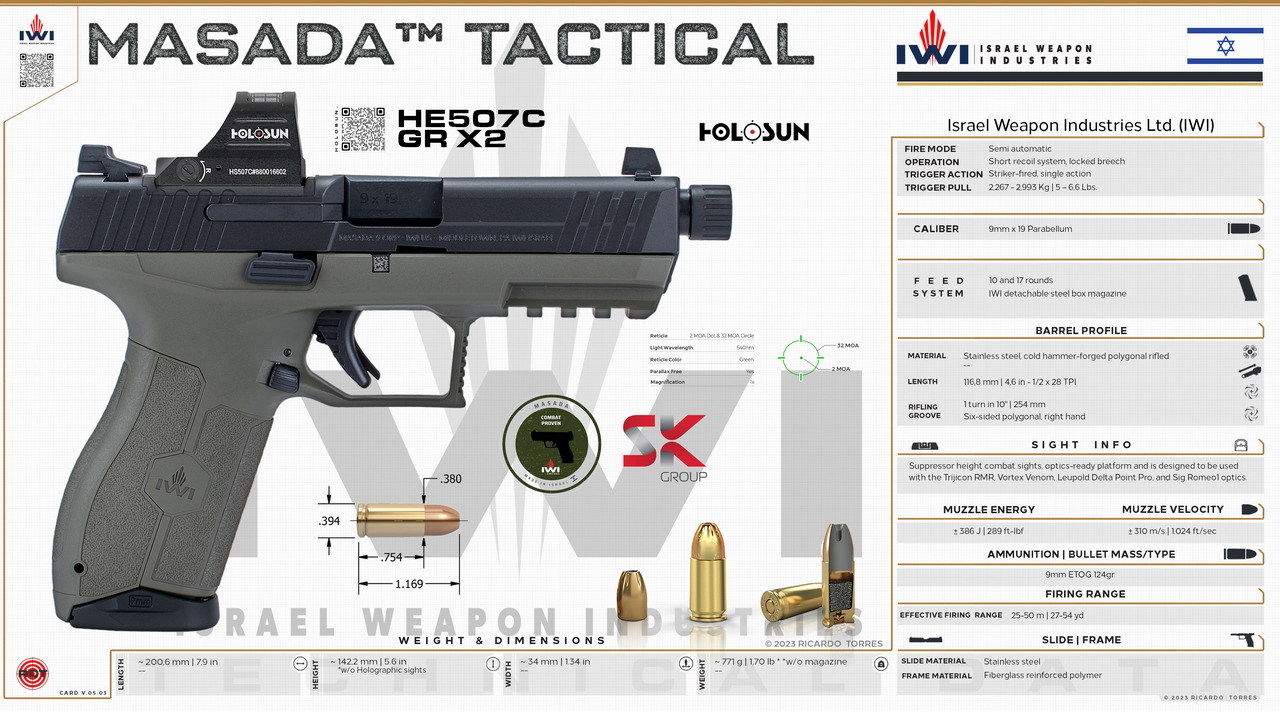 IWI
ISRAEL WEAPON INDUSTRIES
MASADA™ TACTICAL
IWI
ISRAEL WEAPON
INDUSTRIES
HE507C
GR X2
HOLOSUN
HOLOSUN
HS507C#680016602
9 x 19
Israel Weapon Industries Ltd. (IWI)
FIRE MODE Semi automatic
OPERATION Short recoil system, locked breech
TRIGGER ACTION Striker-fired, single action
TRIGGER PULL 2,267 – 2,993 Kg | 5 – 6,6 Lbs.
CALIBER 9mm x 19 Parabellum
FEED SYSTEM
10 and 17 rounds
IWI detachable steel box magazine
BARREL PROFILE
MATERIAL Stainless steel, cold hammer-forged polygonal rifled
--
LENGTH 116,8 mm | 4,6 in - 1/2 x 28 TPI
RIFLING GROOVE
1 turn in 10" | 254 mm
Six-sided polygonal, right hand
SIGHT INFO
Suppressor height combat sights, optics-ready platform and is designed to be used
with the Trijicon RMR, Vortex Venom, Leupold Delta Point Pro, and Sig Romeo1 optics.
MUZZLE ENERGY MUZZLE VELOCITY
± 386 J | 289 ft-lbf ± 310 m/s | 1.024 ft/sec
AMMUNITION | BULLET MASS/TYPE
9mm ETOG 124gr
FIRING RANGE
EFFECTIVE FIRING RANGE 25-50 m | 27-54 yd
SLIDE | FRAME
SLIDE MATERIAL Stainless steel
FRAME MATERIAL Fiberglass reinforced polymer
© 2023 RICARDO TORRES
Reticle 2 MOA Dot & 32 MOA Circle
Light Wavelength 540nm
Reticle Color Green
Parallax Free Yes
Magnification 1x
32 MOA
2 MOA
MASADA
COMBAT
PROVEN
IWI
MADE IN ISRAEL
SK
GROUP
IWI
9mm
.380
.394
.754
1.169
IWI
ISRAEL WEAPON INDUSTRIES
© 2023 RICARDO TORRES
WEIGHT & DIMENSIONS
LENGTH ~ 200,6 mm | 7,9 in
--
HEIGHT ~ 142,2 mm | 5,6 in
*w/o Holographic sights
WIDTH ~ 34 mm | 1,34 in
--
WEIGHT ~ 771 g | 1,70 lb * *w/o magazine
--
TECHNICAL DATA
RDT
CARD V.05.03